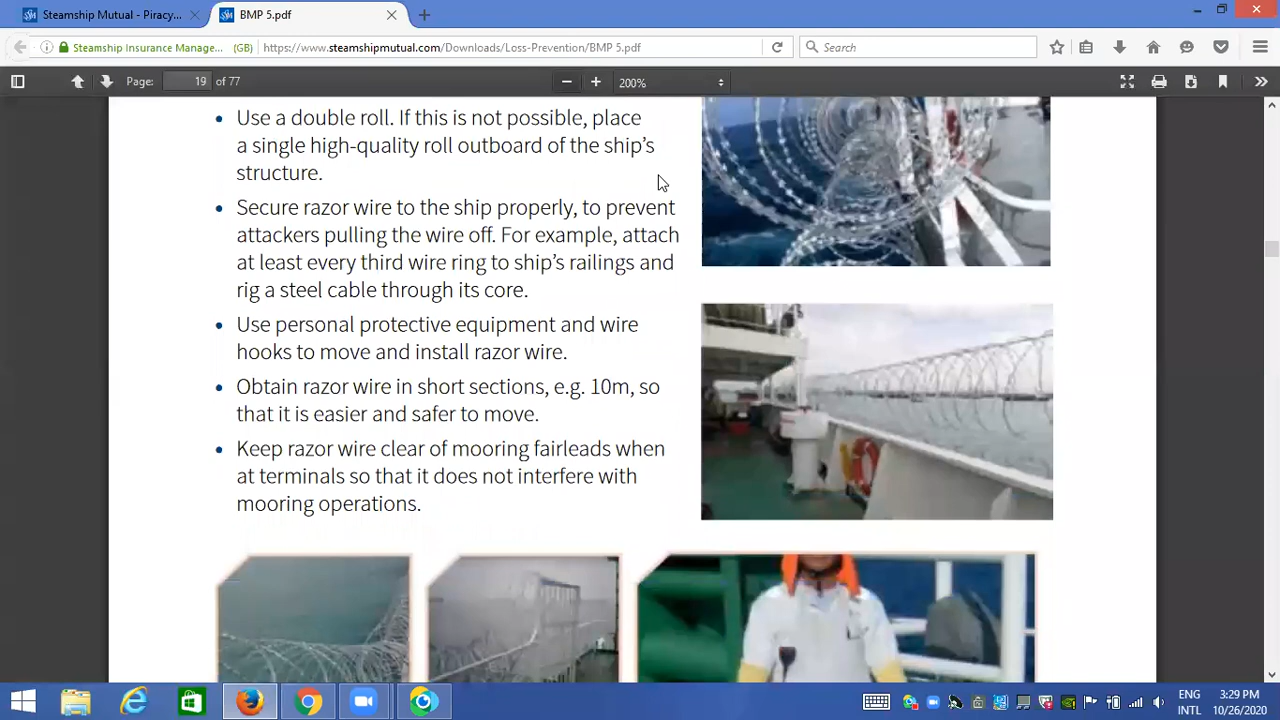 Steamship Mutual - Piracy...
BMP 5.pdf
Steamship Insurance Manage... (GB) https://www.steamshipmutual.com/Downloads/Loss-Prevention/BMP 5.pdf Search
Page: 19 of 77 200%
• Use a double roll. If this is not possible, place
a single high-quality roll outboard of the ship’s
structure.
• Secure razor wire to the ship properly, to prevent
attackers pulling the wire off. For example, attach
at least every third wire ring to ship’s railings and
rig a steel cable through its core.
• Use personal protective equipment and wire
hooks to move and install razor wire.
• Obtain razor wire in short sections, e.g. 10m, so
that it is easier and safer to move.
• Keep razor wire clear of mooring fairleads when
at terminals so that it does not interfere with
mooring operations.
ENG 3:29 PM
INTL 10/26/2020